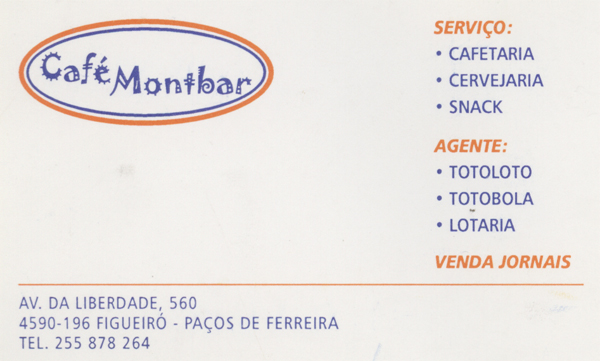 Café Montbar
SERVIÇO:
• CAFETARIA
• CERVEJARIA
• SNACK
AGENTE:
• TOTOLOTO
• TOTOBOLA
• LOTARIA
VENDA JORNAIS
AV. DA LIBERDADE, 560
4590-196 FIGUEIRÓ - PAÇOS DE FERREIRA
TEL. 255 878 264